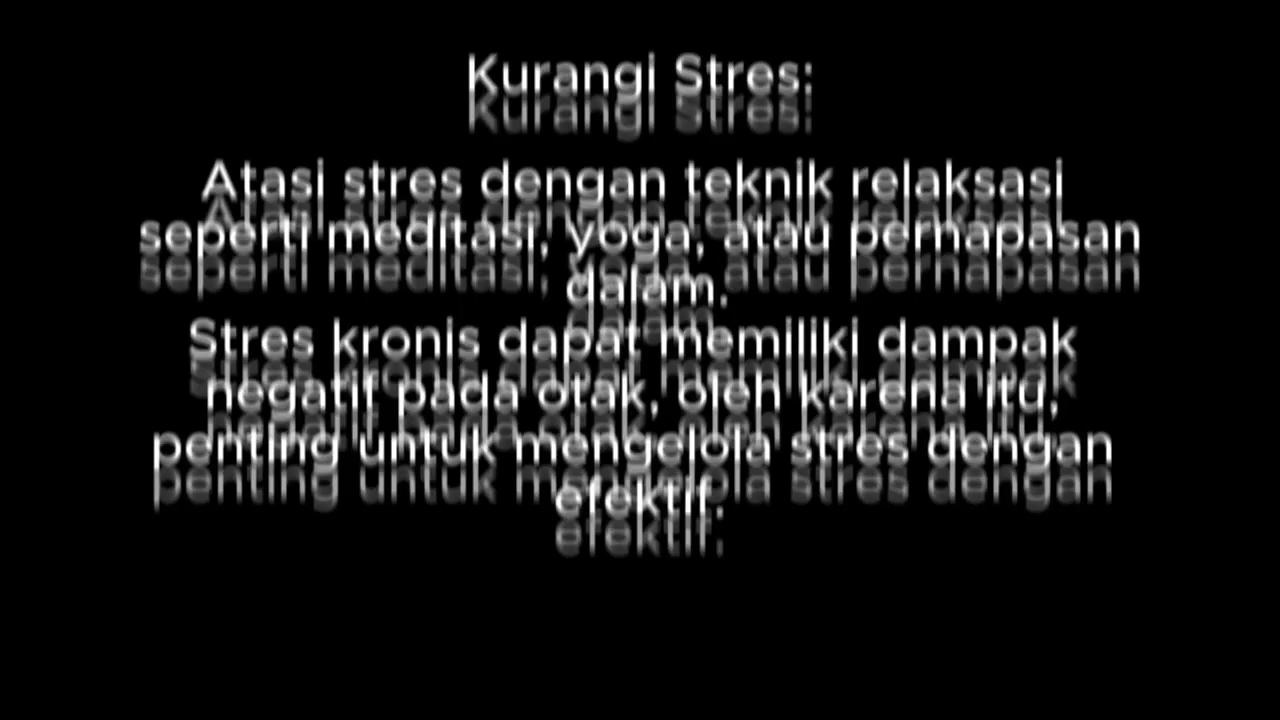 Kurangi Stres:
Atasi stres dengan teknik relaksasi
seperti meditasi, yoga, atau pernapasan
dalam.
Stres kronis dapat memiliki dampak
negatif pada otak, oleh karena itu,
penting untuk mengelola stres dengan
efektif.